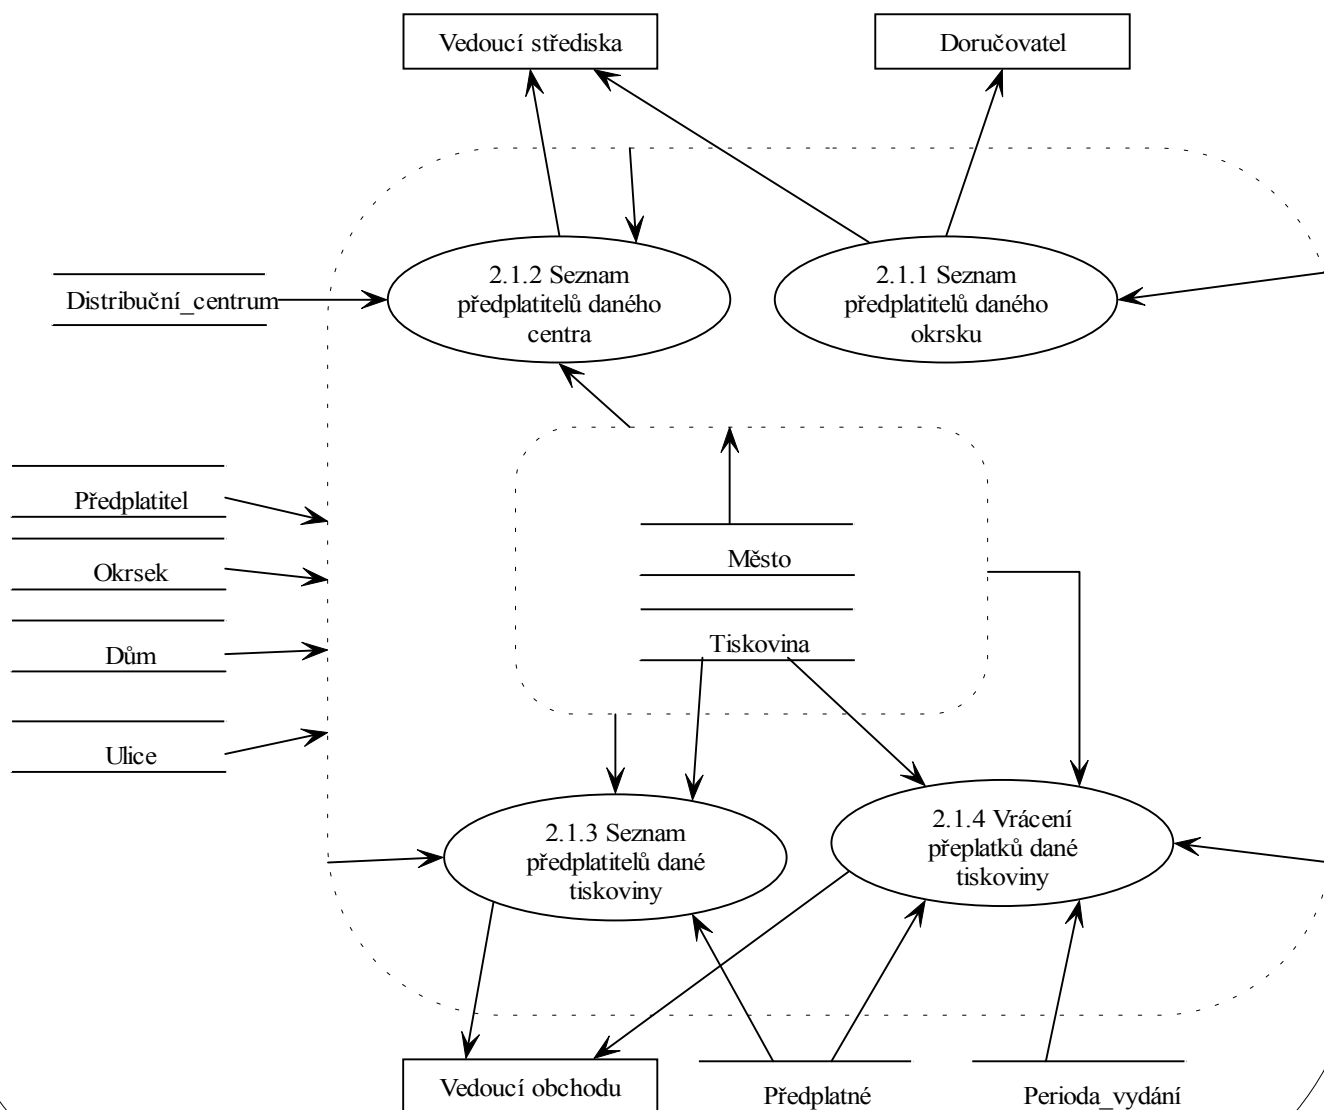 Vedoucí střediska
Doručovatel
2.1.2 Seznam
předplatitelů daného
centra
2.1.1 Seznam
předplatitelů daného
okrsku
Distribuční_centrum
Předplatitel
Okrsek
Dům
Ulice
Město
Tiskovina
2.1.3 Seznam
předplatitelů dané
tiskoviny
2.1.4 Vrácení
přeplatků dané
tiskoviny
Vedoucí obchodu
Předplatné
Perioda_vydání